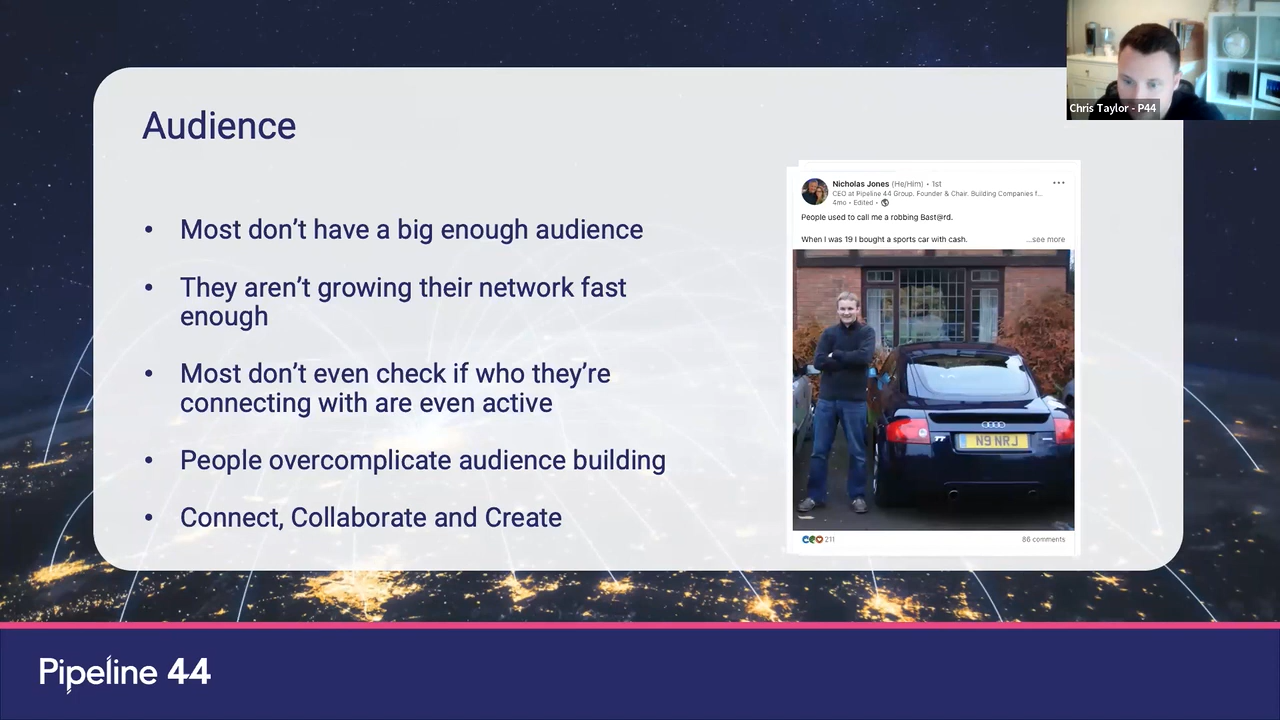 Chris Taylor - P44
Audience
• Most don’t have a big enough audience
• They aren’t growing their network fast
enough
• Most don’t even check if who they’re
connecting with are even active
• People overcomplicate audience building
• Connect, Collaborate and Create
Nicholas Jones (He/Him) • 1st
CEO at Pipeline 44 Group. Founder & Chair. Building Companies f...
4mo • Edited •
People used to call me a robbing Bast@rd.
When I was 19 I bought a sports car with cash.
...see more
TT
N9 NRJ
211
86 comments
Pipeline 44